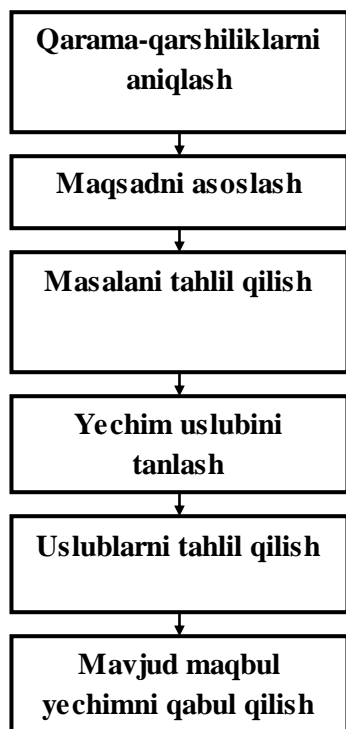 Qarama-qarshiliklarni
aniqlash
Maqsadni asoslash
Masalani tahlil qilish
Yechim uslubini
tanlash
Uslublarni tahlil qilish
Mavjud maqbul
yechimni qabul qilish